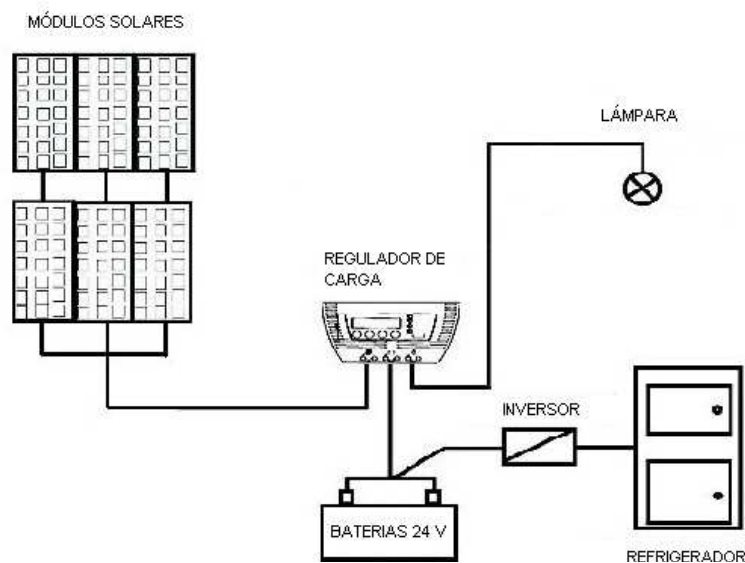 MÓDULOS SOLARES
LÁMPARA
REGULADOR DE
CARGA
INVERSOR
BATERIAS 24 V
REFRIGERADOR